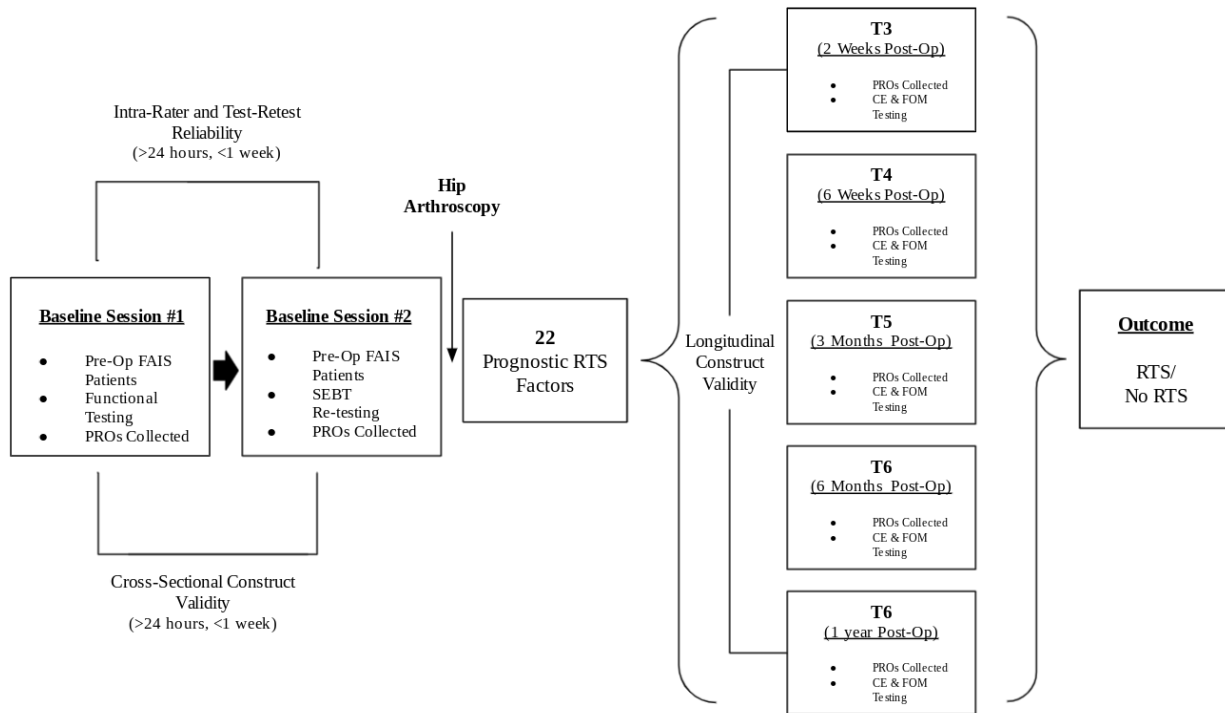 Intra-Rater and Test-Retest
Reliability
(>24 hours, <1 week)
Baseline Session #1
● Pre-Op FAIS
Patients
● Functional
Testing
● PROs Collected
Baseline Session #2
● Pre-Op FAIS
Patients
● SEBT
Re-testing
● PROs Collected
Cross-Sectional Construct
Validity
(>24 hours, <1 week)
Hip
Arthroscopy
22
Prognostic RTS
Factors
Longitudinal
Construct
Validity
T3
(2 Weeks Post-Op)
● PROs Collected
● CE & FOM
Testing
T4
(6 Weeks Post-Op)
● PROs Collected
● CE & FOM
Testing
T5
(3 Months Post-Op)
● PROs Collected
● CE & FOM
Testing
T6
(6 Months Post-Op)
● PROs Collected
● CE & FOM
Testing
T6
(1 year Post-Op)
● PROs Collected
● CE & FOM
Testing
Outcome
RTS/
No RTS